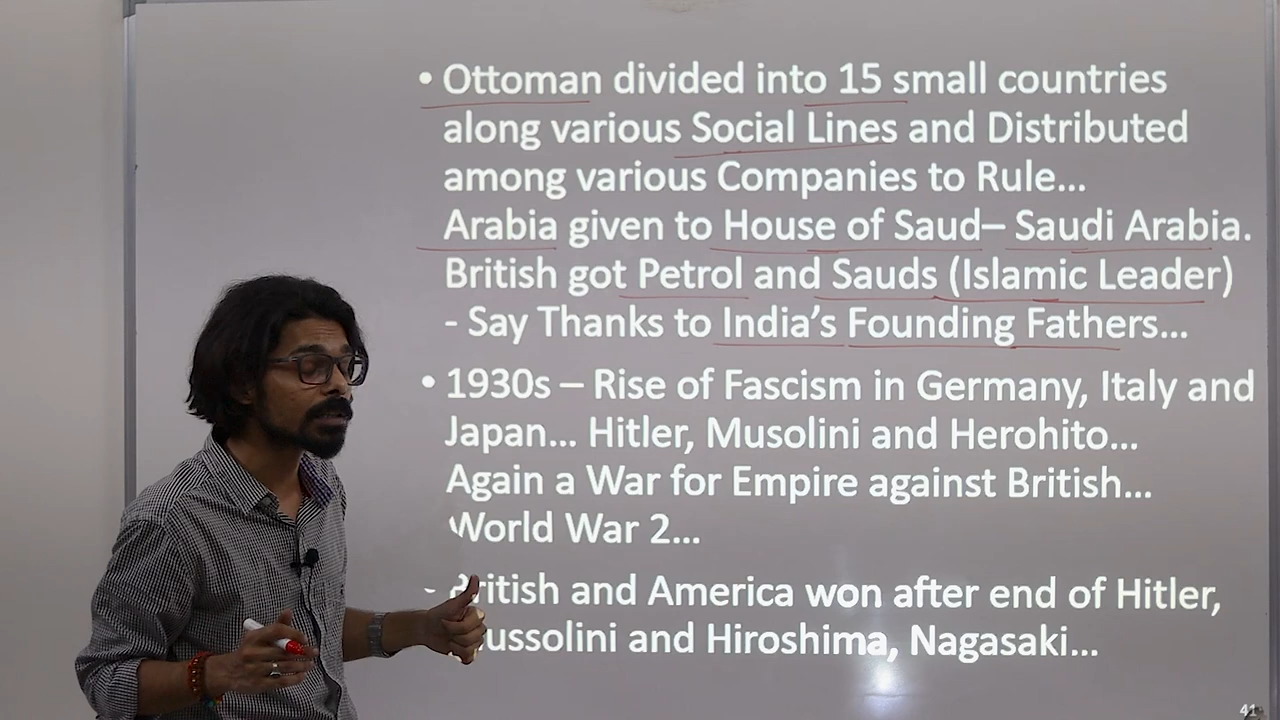 • Ottoman divided into 15 small countries
along various Social Lines and Distributed
among various Companies to Rule...
Arabia given to House of Saud– Saudi Arabia.
British got Petrol and Sauds (Islamic Leader)
- Say Thanks to India's Founding Fathers...
• 1930s – Rise of Fascism in Germany, Italy and
Japan... Hitler, Musolini and Herohito...
Again a War for Empire against British...
World War 2...
- British and America won after end of Hitler,
Mussolini and Hiroshima, Nagasaki...
41